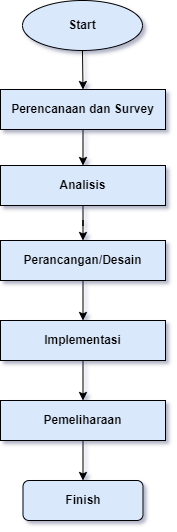 Start
Perencanaan dan Survey
Analisis
Perancangan/Desain
Implementasi
Pemeliharaan
Finish